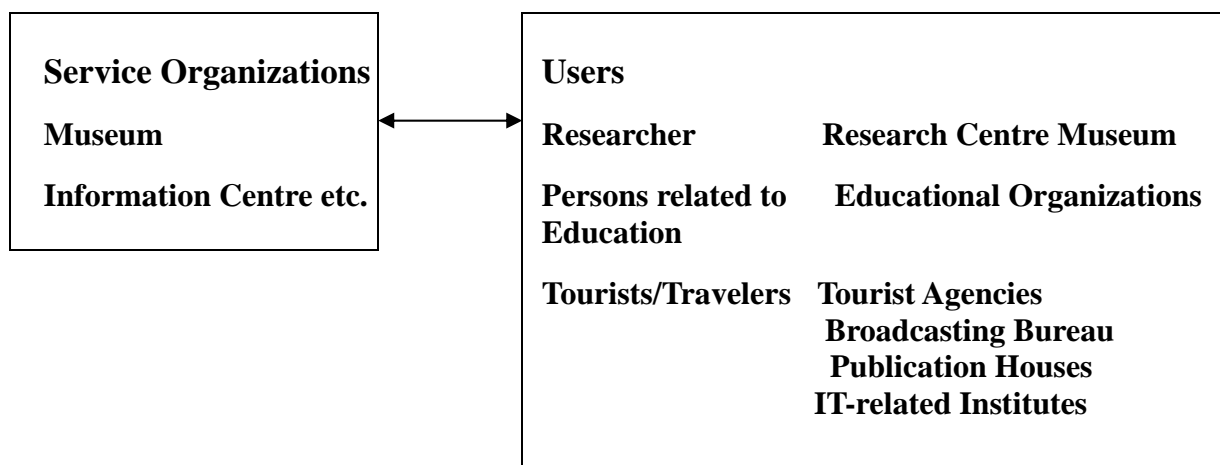 Service Organizations
Museum
Information Centre etc.
Users
Researcher Research Centre Museum
Persons related to Educational Organizations
Education
Tourists/Travelers Tourist Agencies
Broadcasting Bureau
Publication Houses
IT-related Institutes